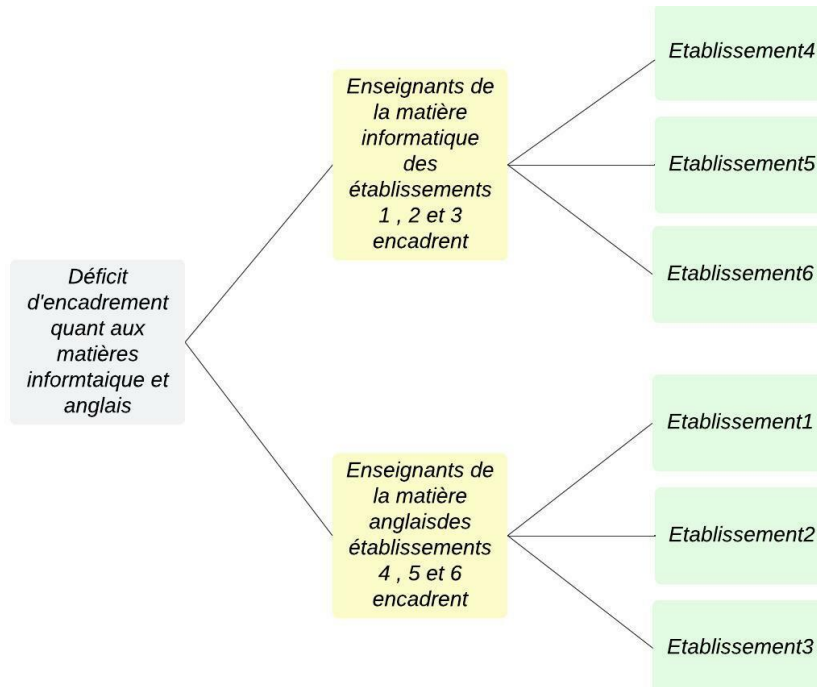 Déficit
d'encadrement
quant aux
matières
informtaique et
anglais
Enseignants de
la matière
informatique
des
établissements
1 , 2 et 3
encadrent
Etablissement4
Etablissement5
Etablissement6
Enseignants de
la matière
anglaisdes
établissements
4 , 5 et 6
encadrent
Etablissement1
Etablissement2
Etablissement3